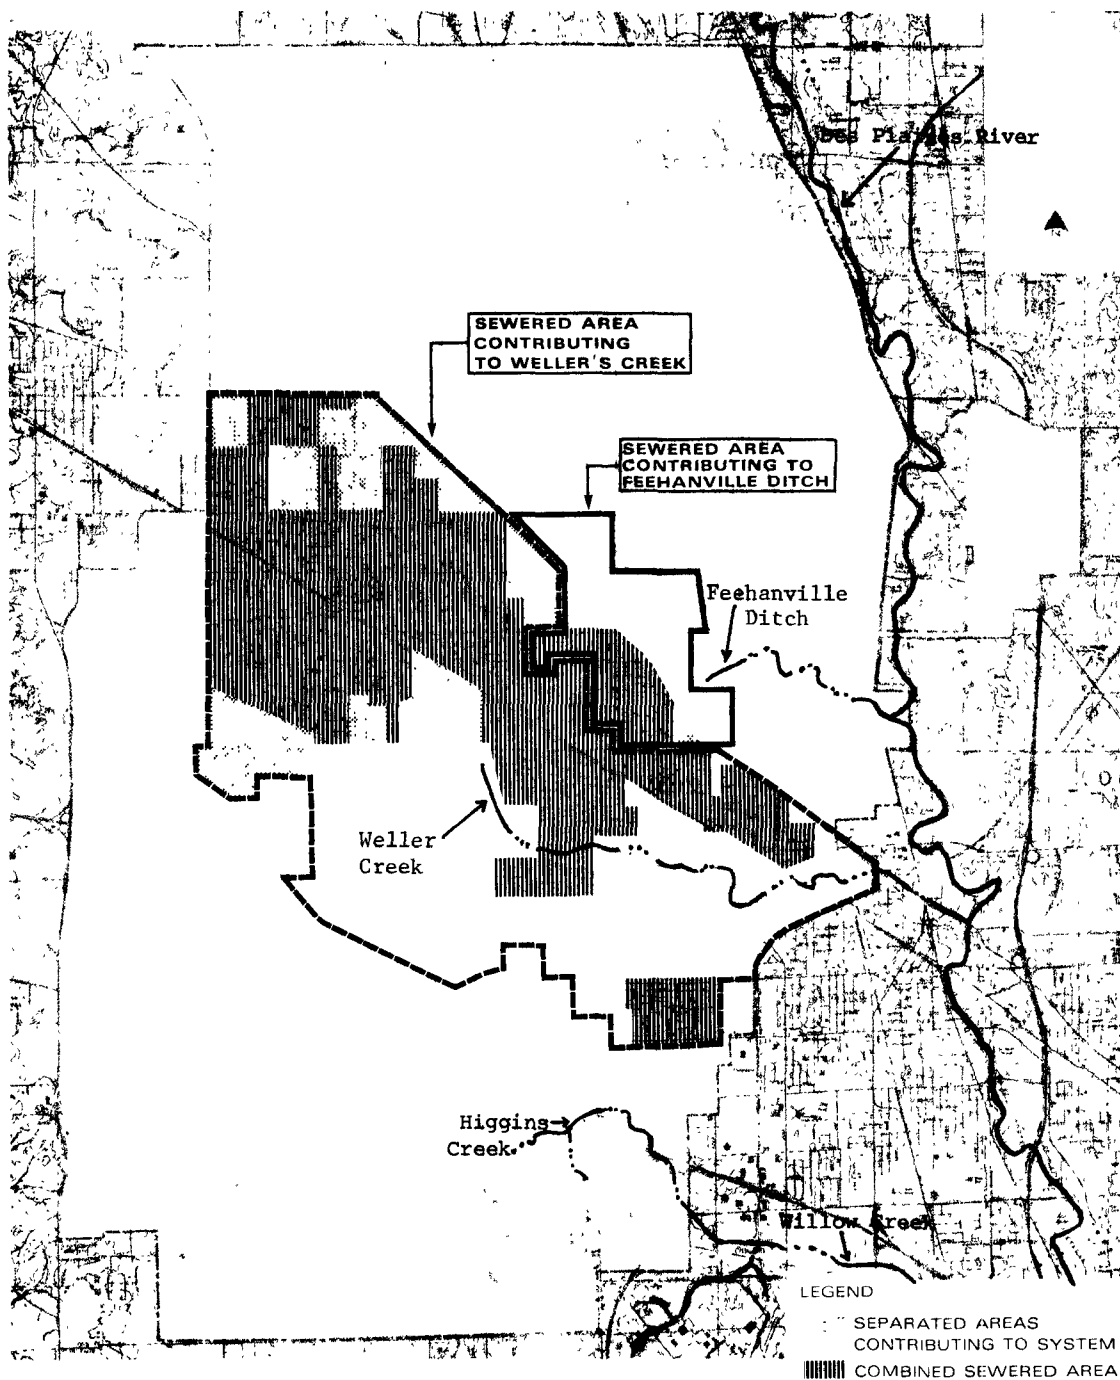 Des Plaines River
SEWERED AREA
CONTRIBUTING
TO WELLER'S CREEK
SEWERED AREA
CONTRIBUTING TO
FEEHANVILLE DITCH
Feehanville
Ditch
Weller
Creek
Higgins
Creek
Willow Creek
LEGEND
SEPARATED AREAS
CONTRIBUTING TO SYSTEM
COMBINED SEWERED AREA